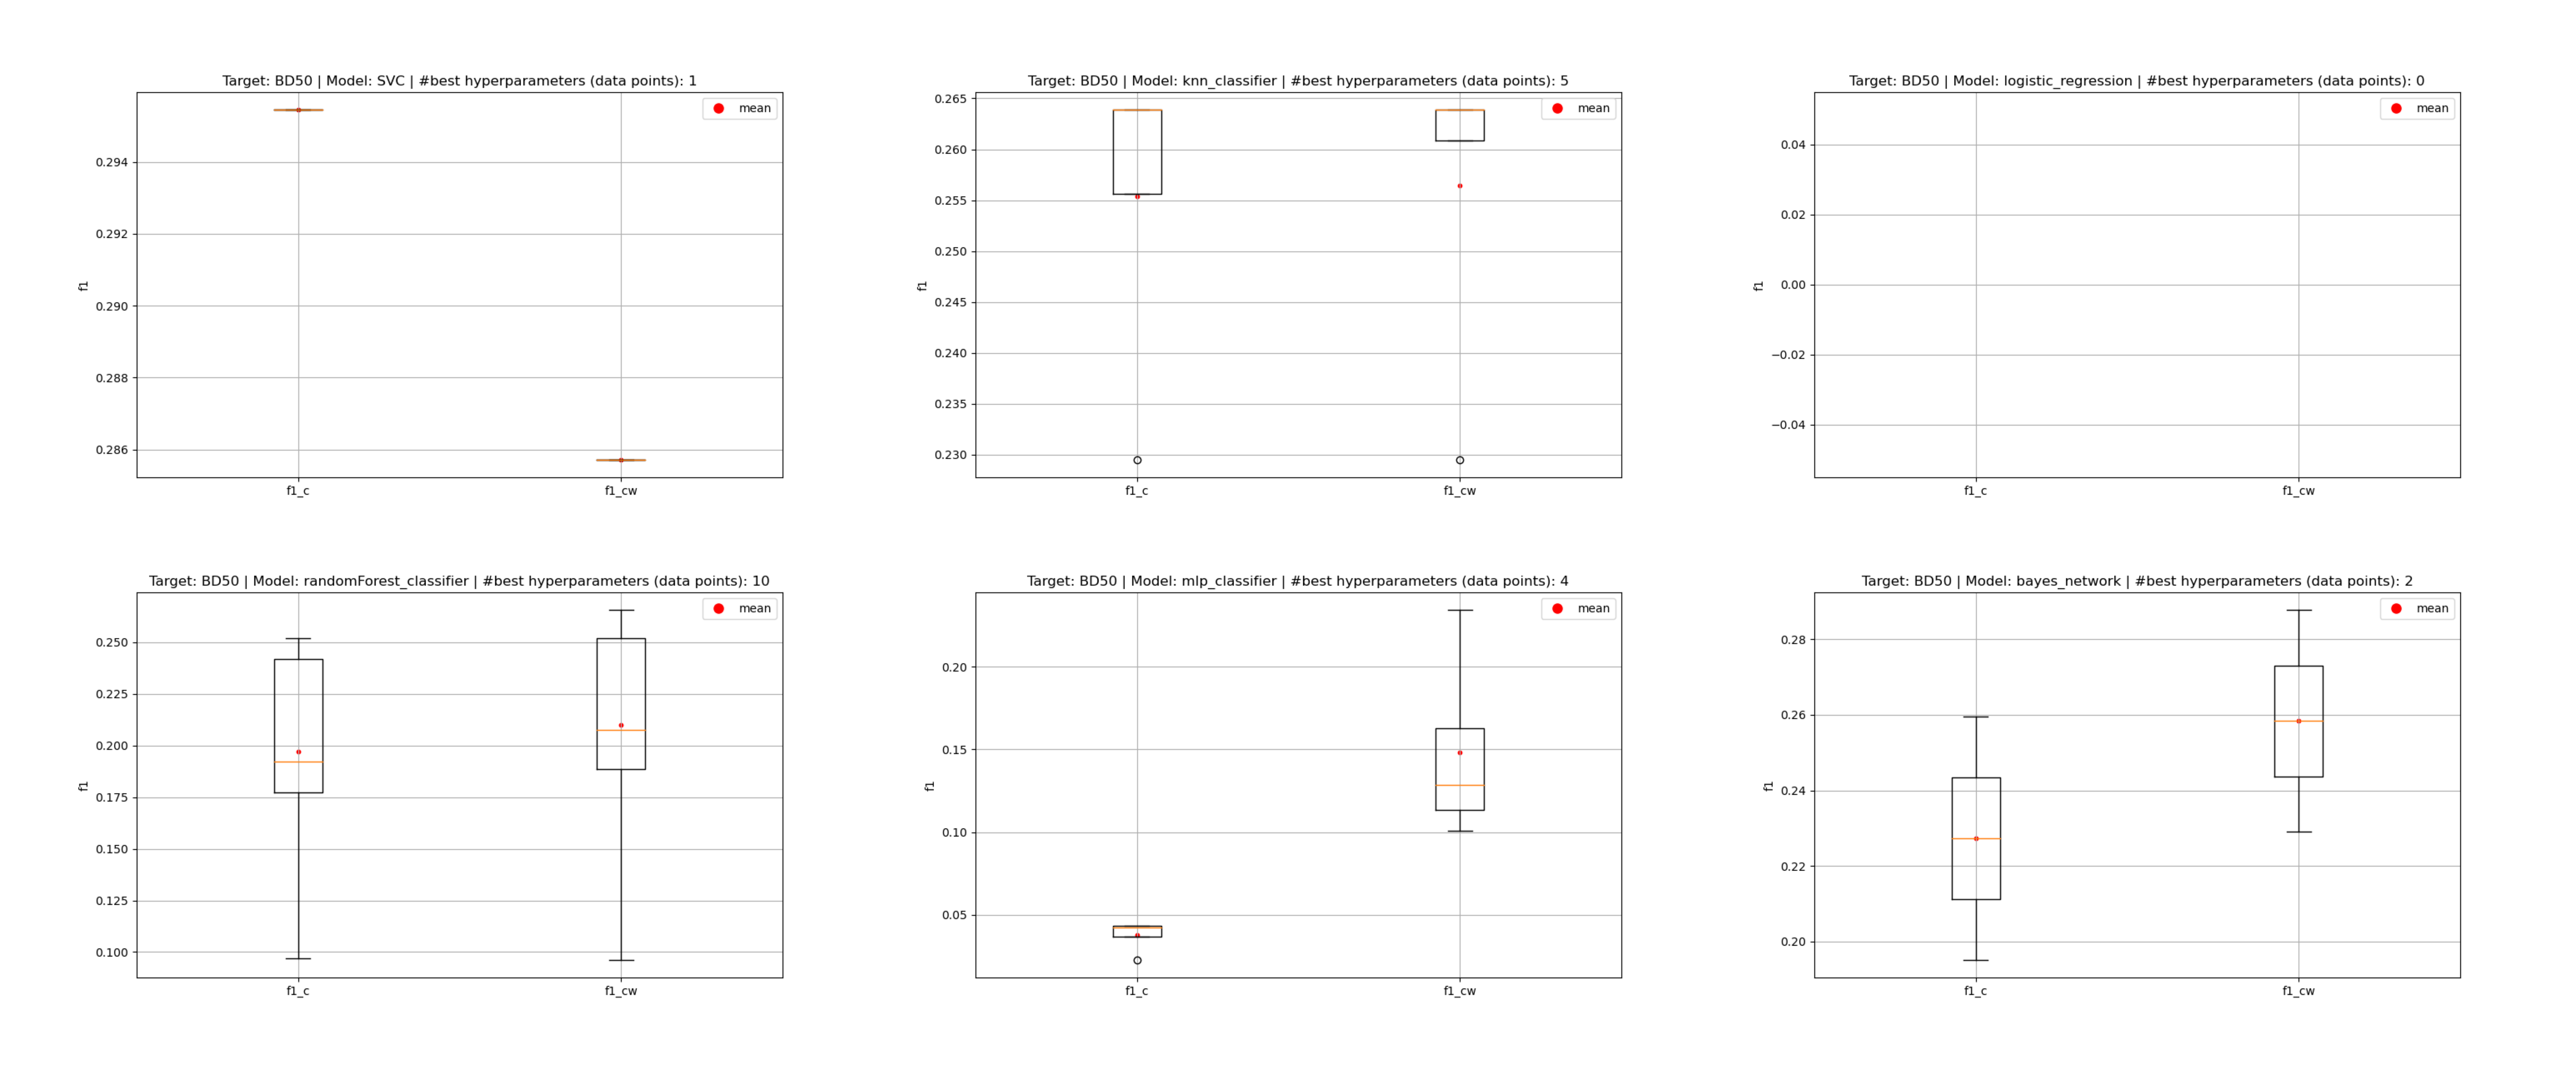 Target: BD50 | Model: SVC | #best hyperparameters (data points): 1
mean
0.294
0.292
0.290
0.288
0.286
f1
f1_c
f1_cw
Target: BD50 | Model: knn_classifier | #best hyperparameters (data points): 5
mean
0.265
0.260
0.255
0.250
0.245
0.240
0.235
0.230
f1
f1_c
f1_cw
Target: BD50 | Model: logistic_regression | #best hyperparameters (data points): 0
mean
0.04
0.02
0.00
−0.02
−0.04
f1
f1_c
f1_cw
Target: BD50 | Model: randomForest_classifier | #best hyperparameters (data points): 10
mean
0.250
0.225
0.200
0.175
0.150
0.125
0.100
f1
f1_c
f1_cw
Target: BD50 | Model: mlp_classifier | #best hyperparameters (data points): 4
mean
0.20
0.15
0.10
0.05
f1
f1_c
f1_cw
Target: BD50 | Model: bayes_network | #best hyperparameters (data points): 2
mean
0.28
0.26
0.24
0.22
0.20
f1
f1_c
f1_cw